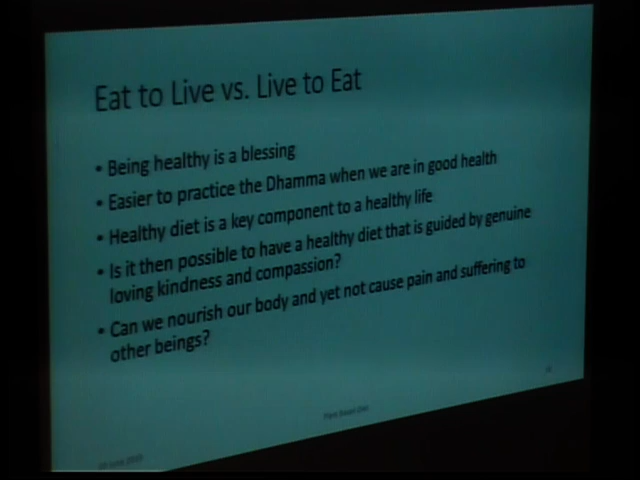 Eat to Live vs. Live to Eat
• Being healthy is a blessing
• Easier to practice the Dhamma when we are in good health
• Healthy diet is a key component to a healthy life
• Is it then possible to have a healthy diet that is guided by genuine
loving kindness and compassion?
• Can we nourish our body and yet not cause pain and suffering to
other beings?